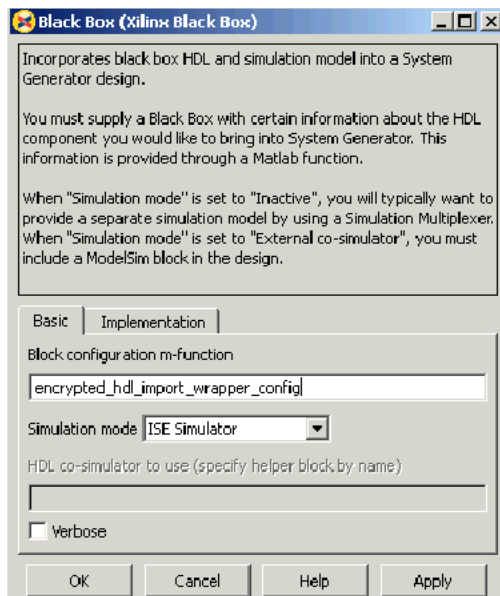 Black Box (Xilinx Black Box)
Incorporates black box HDL and simulation model into a System
Generator design.
You must supply a Black Box with certain information about the HDL
component you would like to bring into System Generator. This
information is provided through a Matlab function.
When "Simulation mode" is set to "Inactive", you will typically want to
provide a separate simulation model by using a Simulation Multiplexer.
When "Simulation mode" is set to "External co-simulator", you must
include a ModelSim block in the design.
Basic Implementation
Block configuration m-function
encrypted_hdl_import_wrapper_config
Simulation mode ISE Simulator
HDL co-simulator to use (specify helper block by name)
Verbose
OK Cancel Help Apply